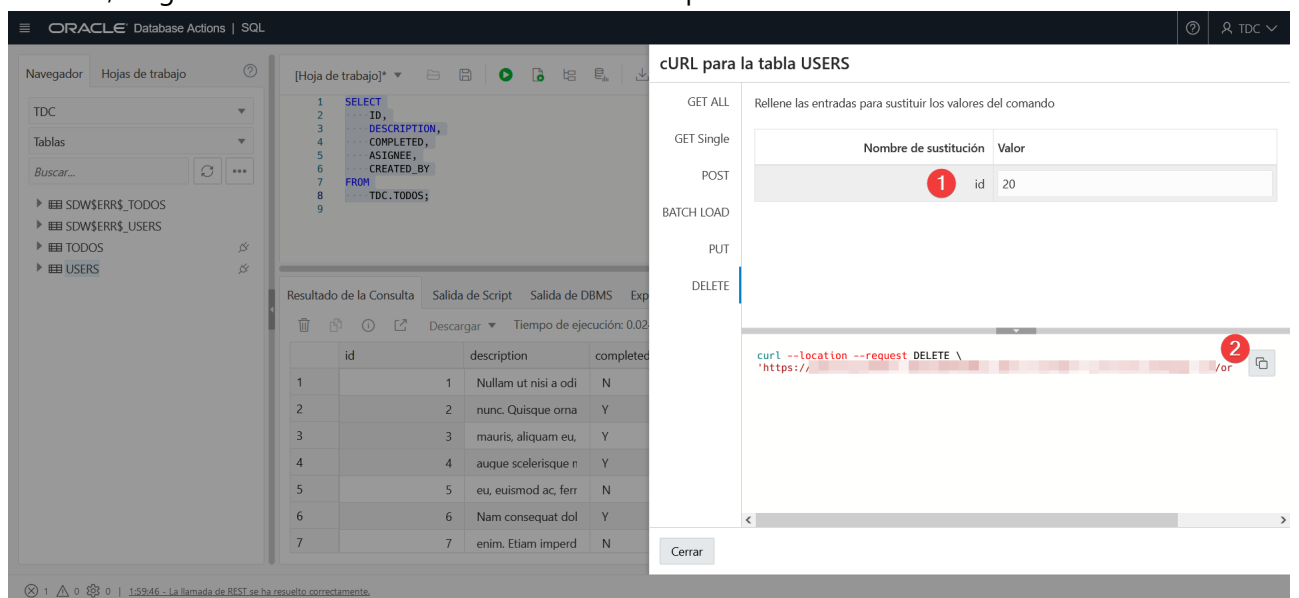 ORACLE Database Actions | SQL
TDC
Navegador
Hojas de trabajo
TDC
Tablas
Buscar...
SDW$ERR$_TODOS
SDW$ERR$_USERS
TODOS
USERS
[Hoja de trabajo]*
1 SELECT
2 ID,
3 DESCRIPTION,
4 COMPLETED,
5 ASIGNEE,
6 CREATED_BY
7 FROM
8 TDC.TODOS;
9
Resultado de la Consulta
Salida de Script
Salida de DBMS
Exp
Descargar
Tiempo de ejecución: 0.02
id description completed
1 1 Nullam ut nisi a odi N
2 2 nunc. Quisque orna Y
3 3 mauris, aliquam eu, Y
4 4 augue scelerisque n Y
5 5 eu, euismod ac, ferr N
6 6 Nam consequat dol Y
7 7 enim. Etiam imperd N
1 0 0 | 1:59:46 - La llamada de REST se ha resuelto correctamente.
cURL para la tabla USERS
GET ALL
GET Single
POST
BATCH LOAD
PUT
DELETE
Rellene las entradas para sustituir los valores del comando
Nombre de sustitución Valor
1 id 20
2
curl --location --request DELETE \
'https:// /or
Cerrar